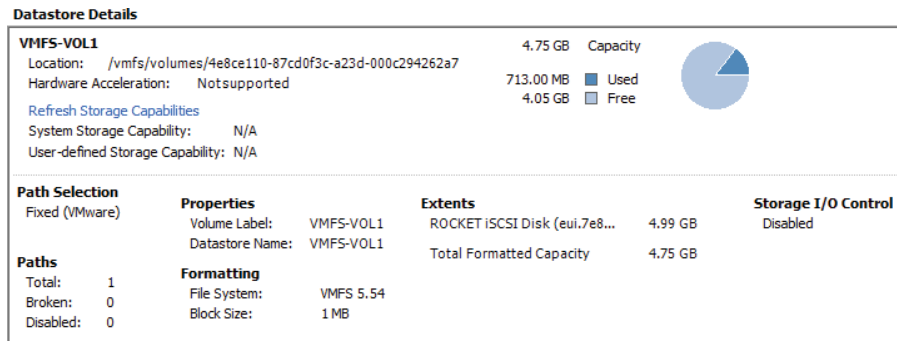 Datastore Details
VMFS-VOL1
Location: /vmfs/volumes/4e8ce110-87cd0f3c-a23d-000c294262a7
Hardware Acceleration: Notsupported
Refresh Storage Capabilities
System Storage Capability: N/A
User-defined Storage Capability: N/A
4.75 GB Capacity
713.00 MB Used
4.05 GB Free
Path Selection
Fixed (VMware)
Paths
Total: 1
Broken: 0
Disabled: 0
Properties
Volume Label: VMFS-VOL1
Datastore Name: VMFS-VOL1
Formatting
File System: VMFS 5.54
Block Size: 1 MB
Extents
ROCKET iSCSI Disk (eui.7e8... 4.99 GB
Total Formatted Capacity 4.75 GB
Storage I/O Control
Disabled